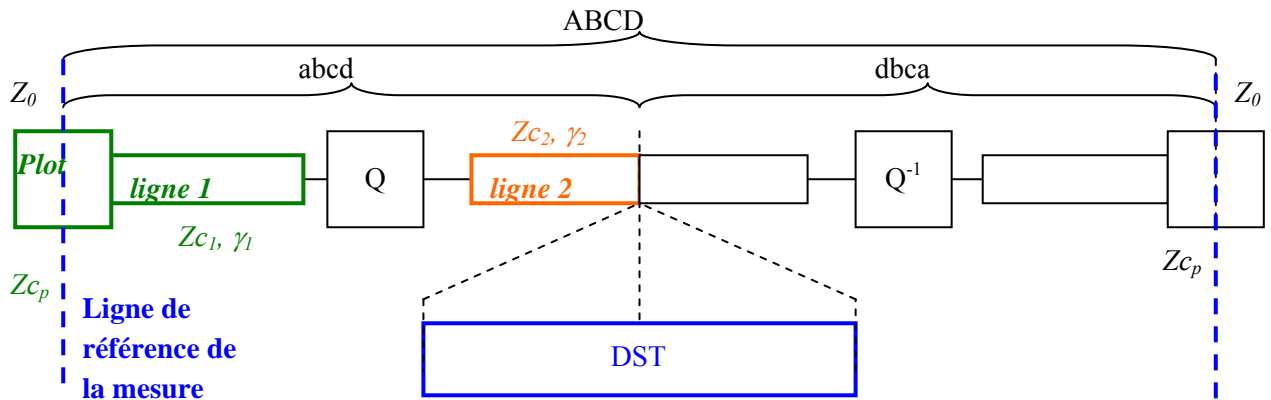 ABCD
abcd
dbca
Z0
Z0
Plot
ligne 1
Q
Zc2, γ2
ligne 2
Q-1
Zc1, γ1
Zcp
Zcp
Ligne de
référence de
la mesure
DST